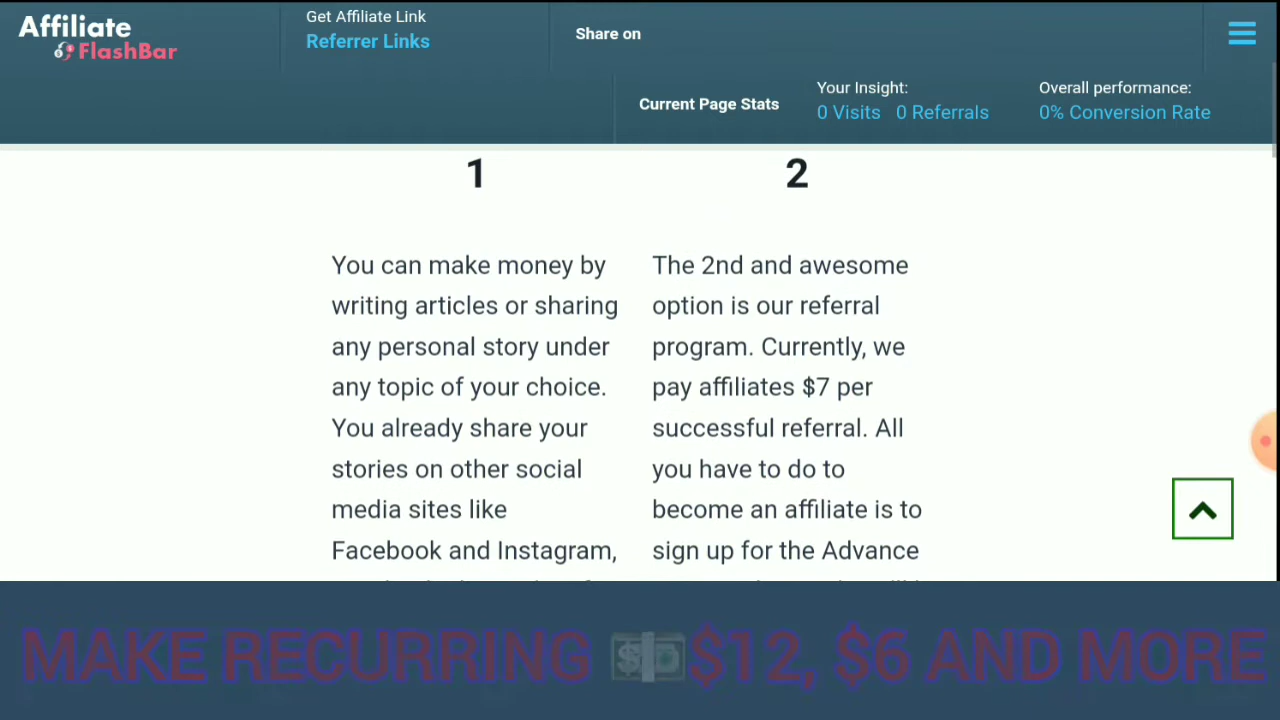 Affiliate
FlashBar
Get Affiliate Link
Referrer Links
Share on
Current Page Stats
Your Insight:
0 Visits 0 Referrals
Overall performance:
0% Conversion Rate
1
You can make money by
writing articles or sharing
any personal story under
any topic of your choice.
You already share your
stories on other social
media sites like
Facebook and Instagram,
2
The 2nd and awesome
option is our referral
program. Currently, we
pay affiliates $7 per
successful referral. All
you have to do to
become an affiliate is to
sign up for the Advance
MAKE RECURRING 💵$12, $6 AND MORE